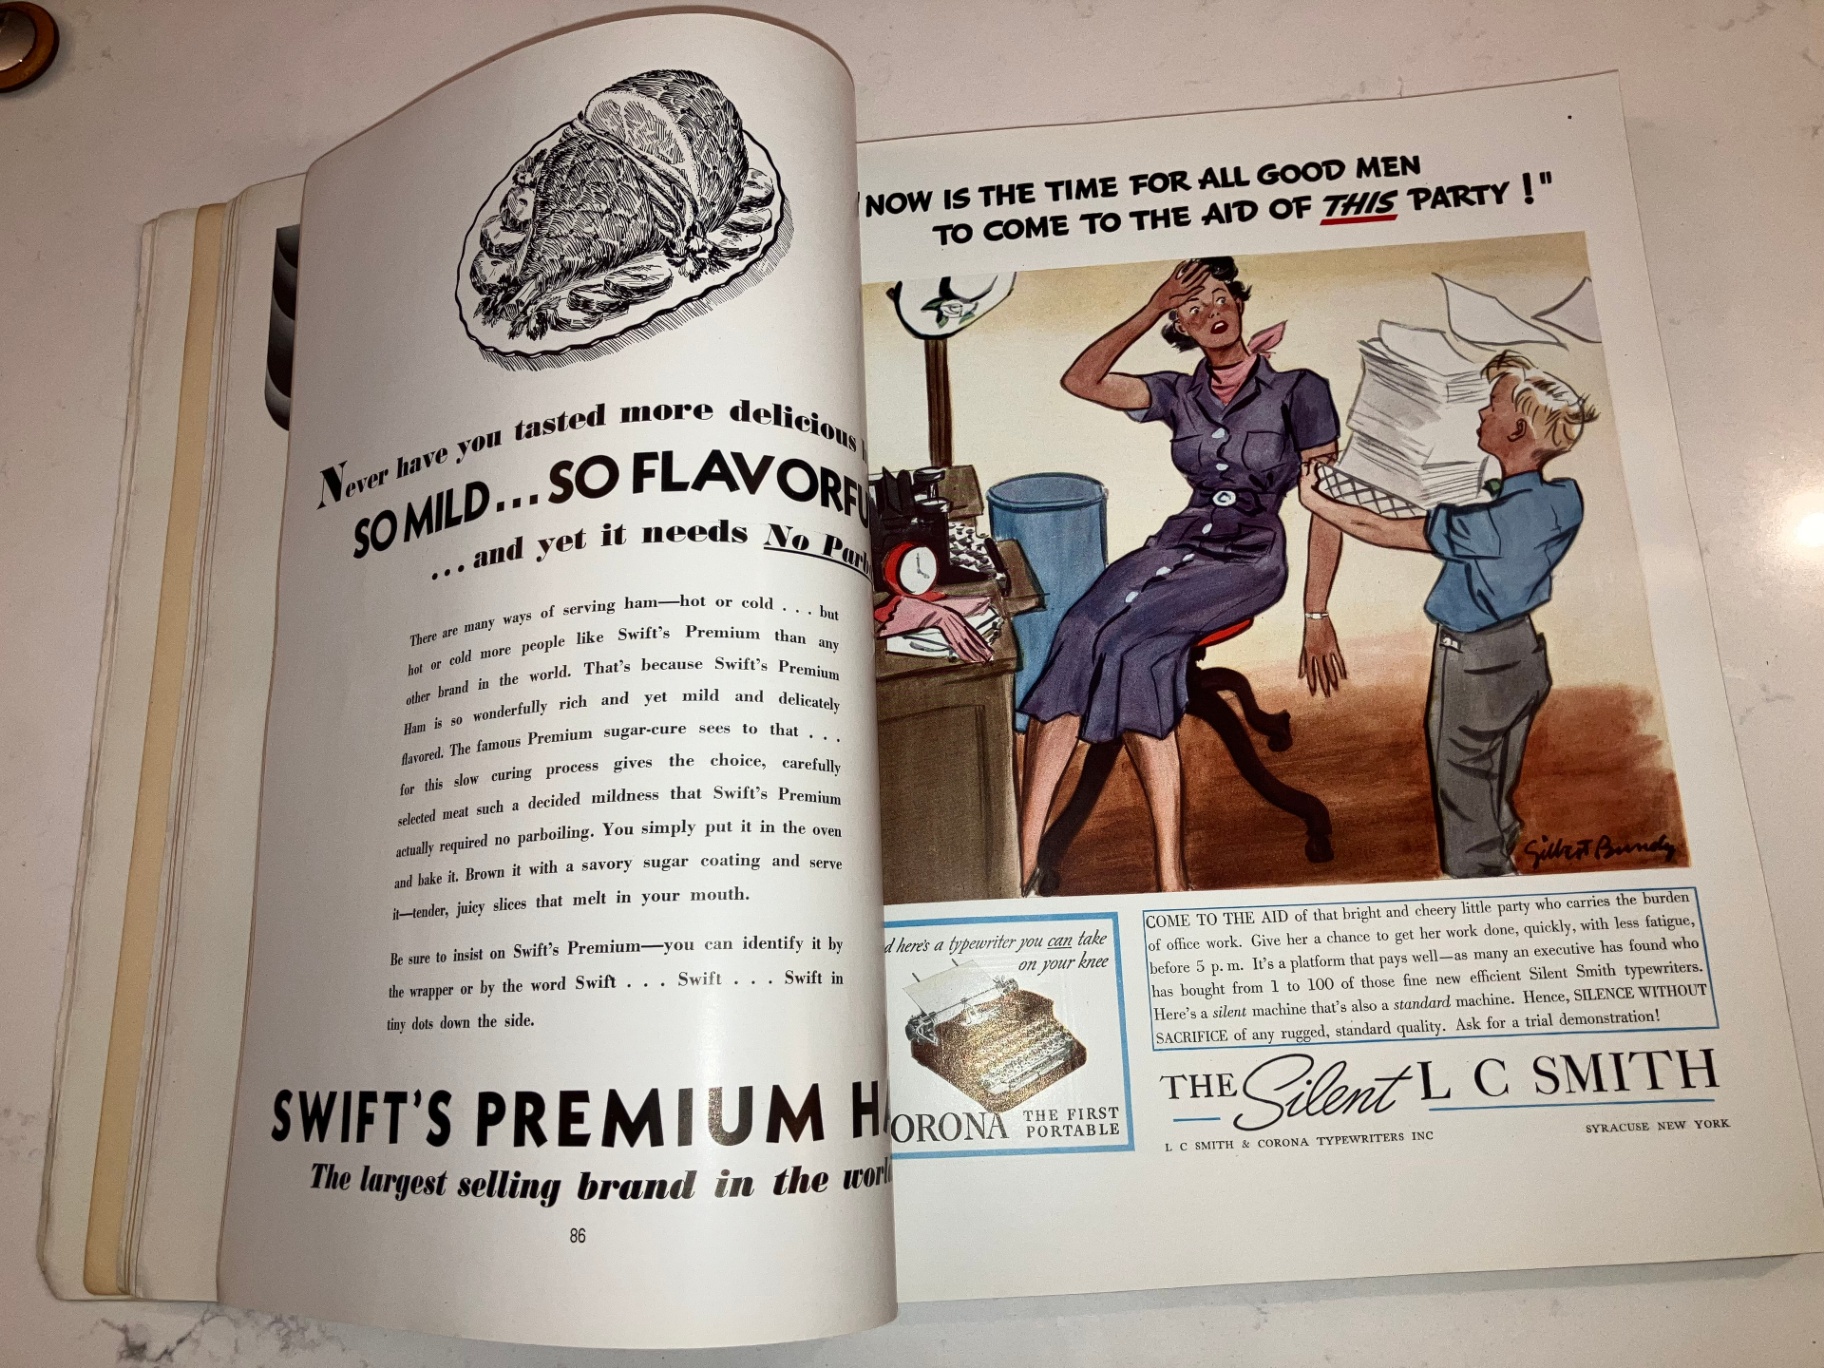 Never have you tasted more delicious
SO MILD...SO FLAVORFU
...and yet it needs No Parb
There are many ways of serving ham—hot or cold . . . but
hot or cold more people like Swift's Premium than any
other brand in the world. That's because Swift's Premium
Ham is so wonderfully rich and yet mild and delicately
flavored. The famous Premium sugar-cure sees to that . . .
for this slow curing process gives the choice, carefully
selected meat such a decided mildness that Swift's Premium
actually required no parboiling. You simply put it in the oven
and bake it. Brown it with a savory sugar coating and serve
it—tender, juicy slices that melt in your mouth.
Be sure to insist on Swift's Premium—you can identify it by
the wrapper or by the word Swift . . . Swift . . . Swift in
tiny dots down the side.
SWIFT'S PREMIUM HA
The largest selling brand in the world
86
"NOW IS THE TIME FOR ALL GOOD MEN
TO COME TO THE AID OF THIS PARTY!"
Gilbert Bundy
d here's a typewriter you can take
on your knee
ORONA THE FIRST
PORTABLE
COME TO THE AID of that bright and cheery little party who carries the burden
of office work. Give her a chance to get her work done, quickly, with less fatigue,
before 5 p. m. It's a platform that pays well—as many an executive has found who
has bought from 1 to 100 of those fine new efficient Silent Smith typewriters.
Here's a silent machine that's also a standard machine. Hence, SILENCE WITHOUT
SACRIFICE of any rugged, standard quality. Ask for a trial demonstration!
THE Silent L C SMITH
L C SMITH & CORONA TYPEWRITERS INC
SYRACUSE NEW YORK